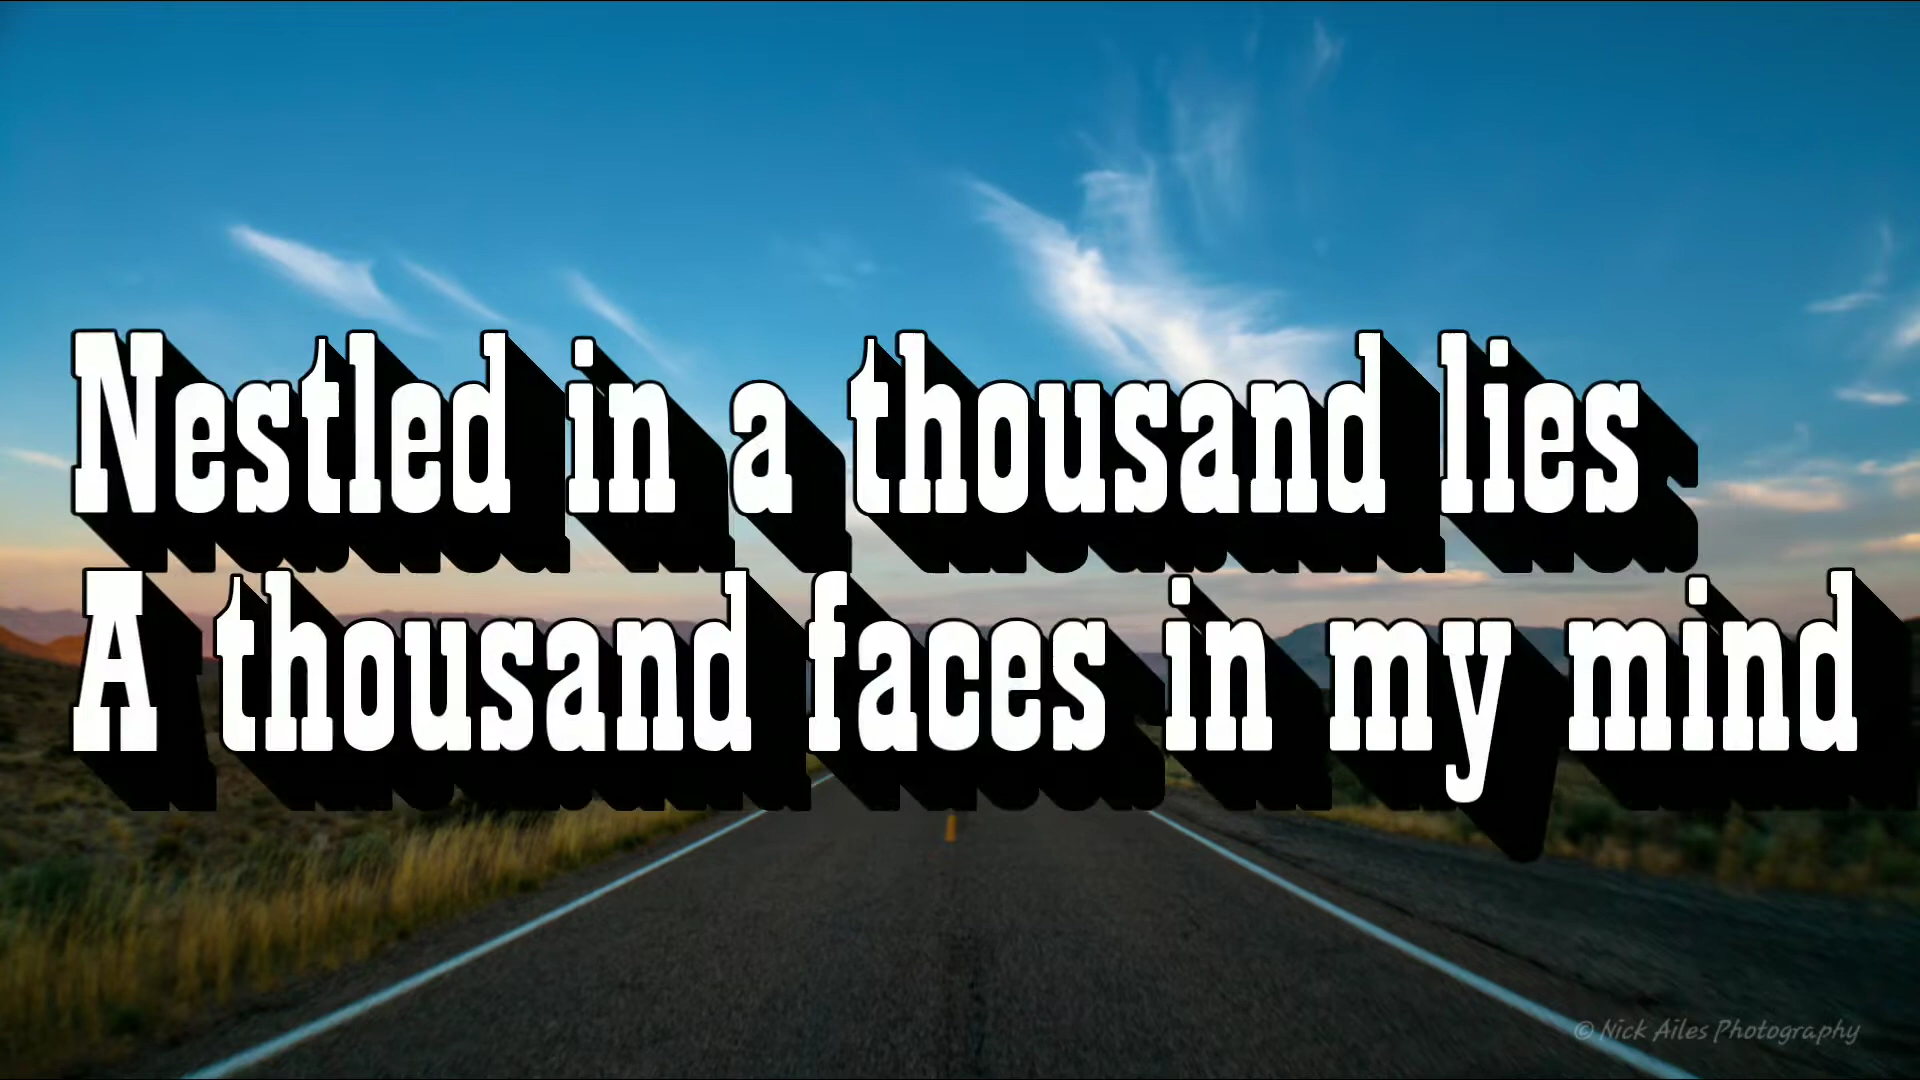 Nestled in a thousand lies
A thousand faces in my mind
© Nick Ailes Photography